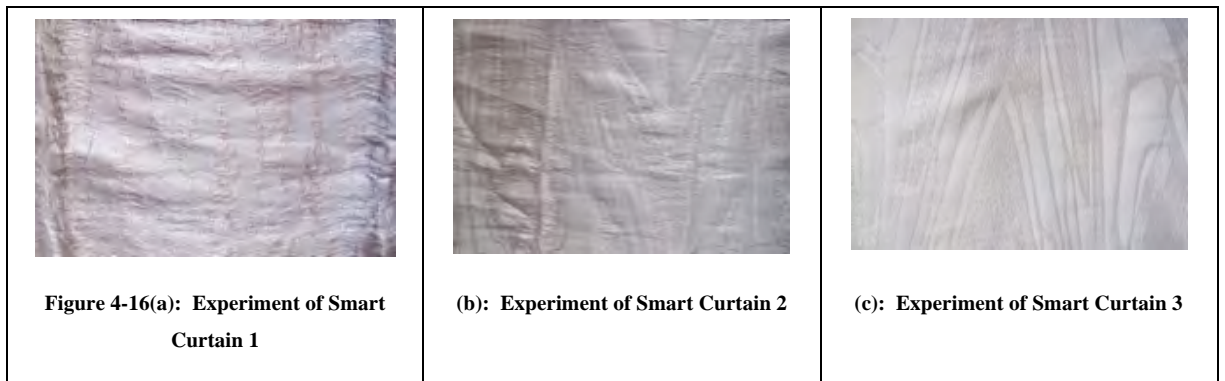 Figure 4-16(a):  Experiment of Smart
Curtain 1
(b):  Experiment of Smart Curtain 2
(c):  Experiment of Smart Curtain 3